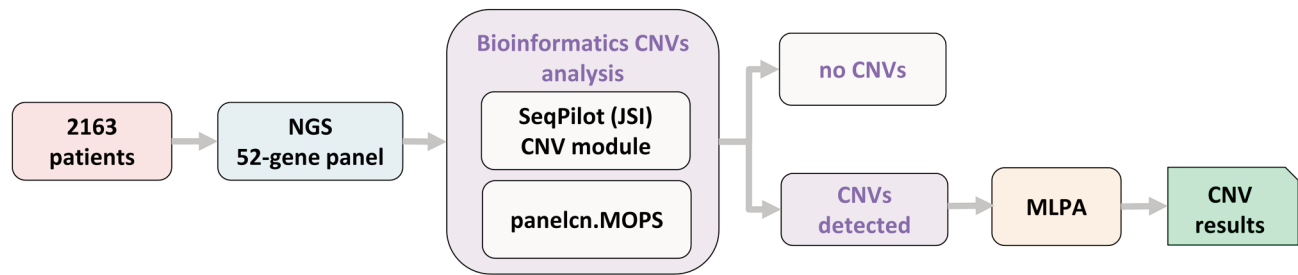 2163
patients
NGS
52-gene panel
Bioinformatics CNVs
analysis
SeqPilot (JSI)
CNV module
panelcn.MOPS
no CNVs
CNVs
detected
MLPA
CNV
results